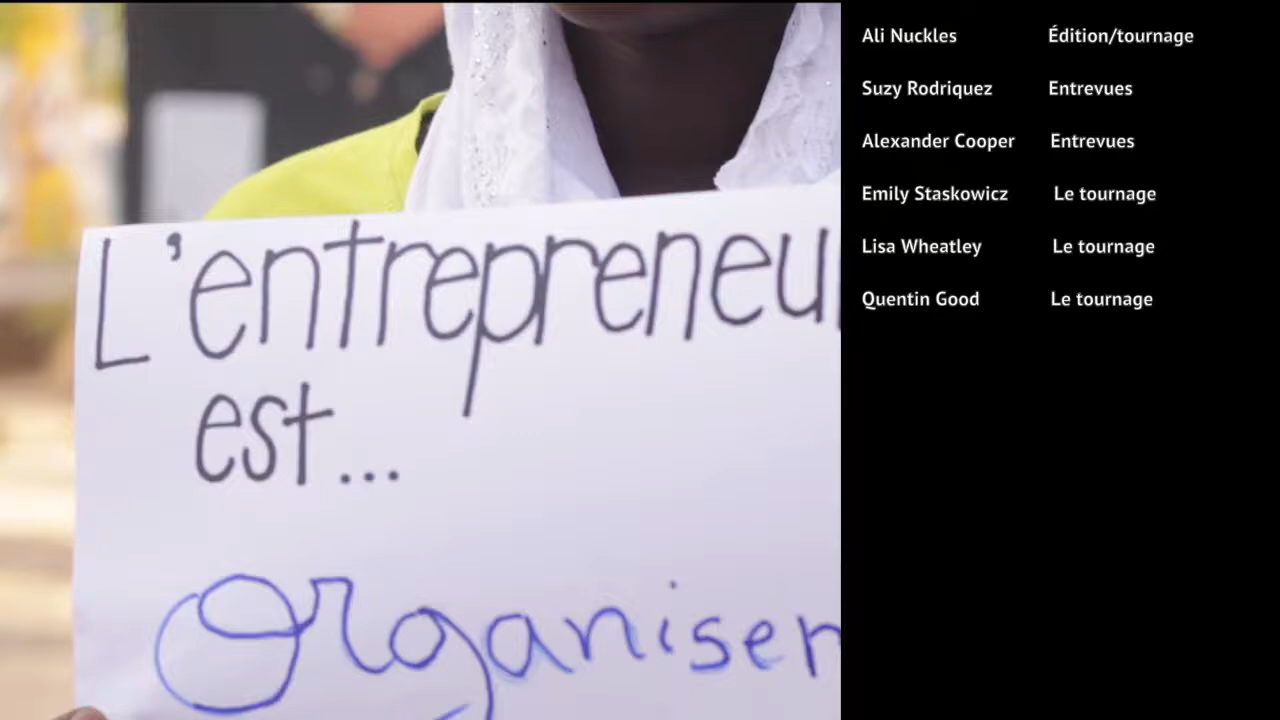 L'entrepreneu
est...
Organiser
Ali Nuckles Édition/tournage
Suzy Rodriquez Entrevues
Alexander Cooper Entrevues
Emily Staskowicz Le tournage
Lisa Wheatley Le tournage
Quentin Good Le tournage